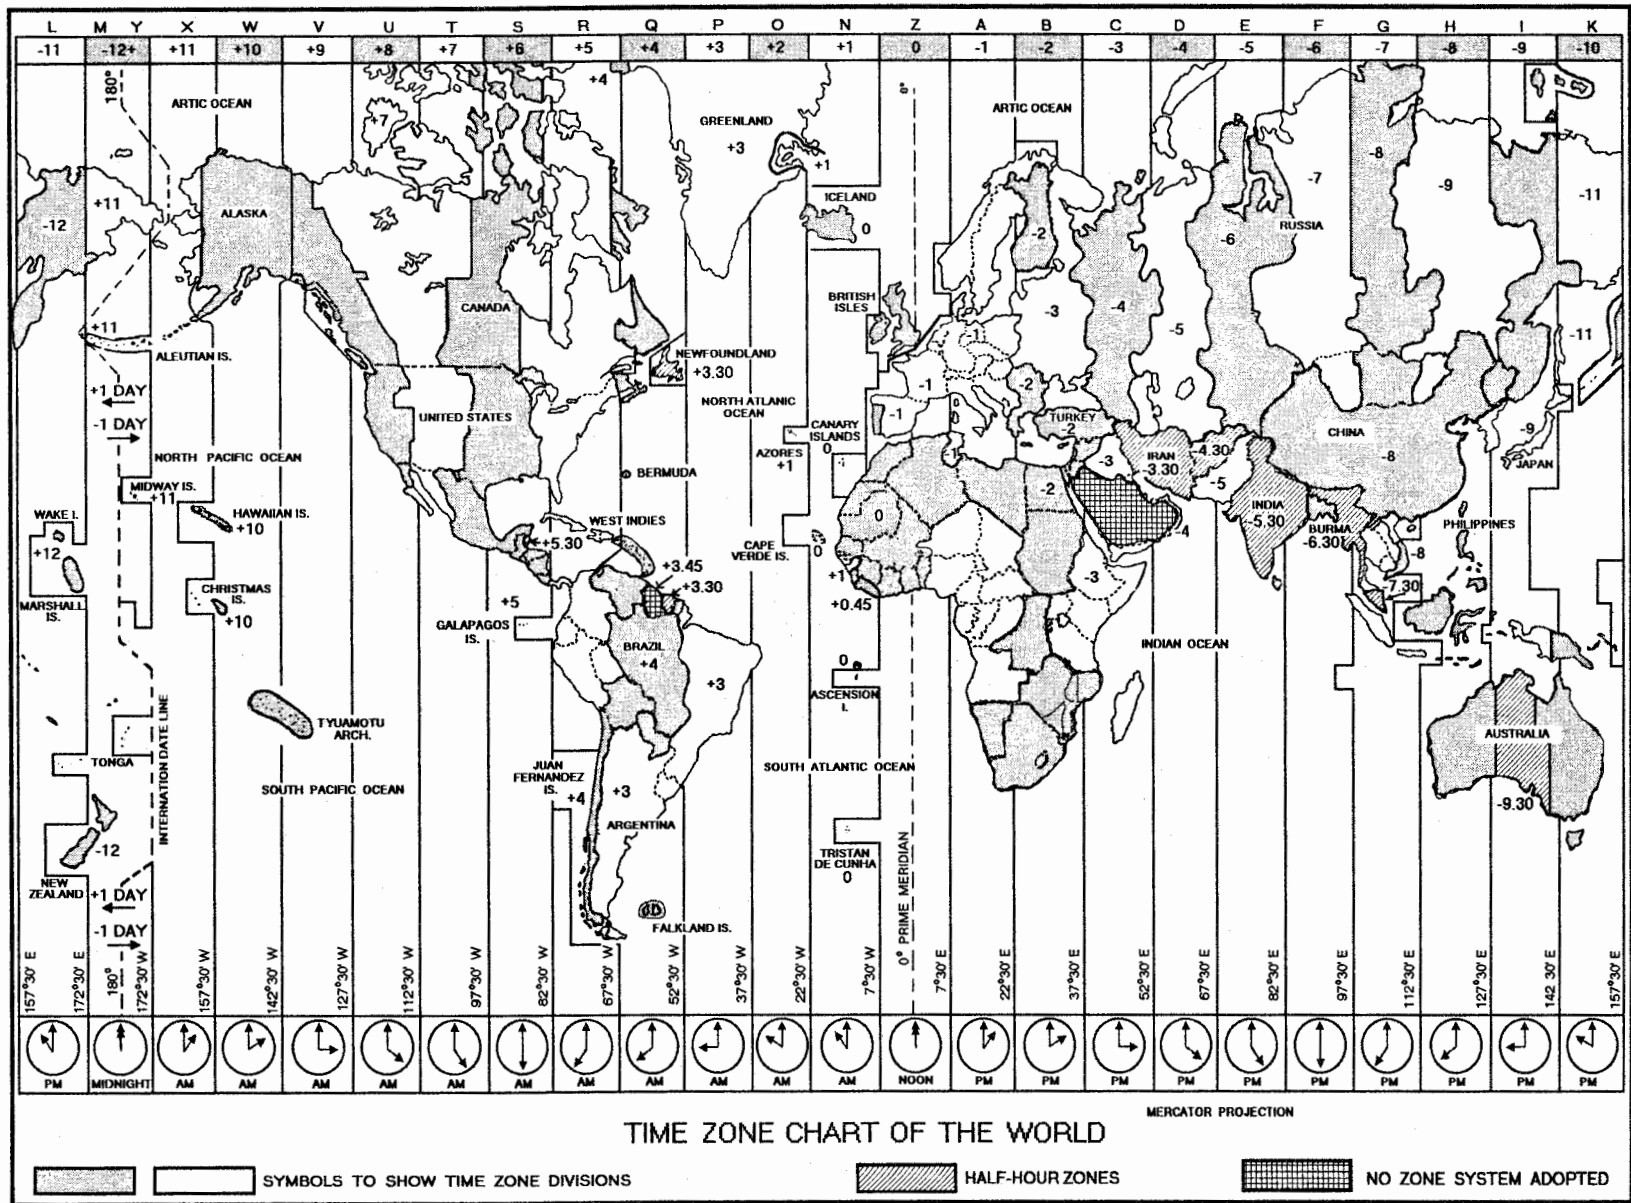 L M Y X W V U T S R Q P O N Z A B C D E F G H I K
-11 -12+ +11 +10 +9 +8 +7 +6 +5 +4 +3 +2 +1 0 -1 -2 -3 -4 -5 -6 -7 -8 -9 -10
180°
ARTIC OCEAN
+7
+4
GREENLAND
+3
+1
0°
ARTIC OCEAN
-8
-7
-9
-11
-12
+11
ALASKA
ICELAND
0
-2
-6
RUSSIA
CANADA
BRITISH
ISLES
-3
-4
-5
-11
+11
ALEUTIAN IS.
NEWFOUNDLAND
+3.30
-1
-1
-2
+1 DAY
-1 DAY
UNITED STATES
NORTH ATLANIC
OCEAN
-1
TURKEY
-2
CHINA
-8
-9
JAPAN
NORTH PACIFIC OCEAN
CANARY
ISLANDS
0
AZORES
+1
-1
-3
IRAN
-3.30
-4.30
-5
BERMUDA
MIDWAY IS.
+11
HAWAIIAN IS.
+10
WAKE I.
+12
MARSHALL
IS.
WEST INDIES
+5.30
CAPE
VERDE IS.
0
0
-2
-4
INDIA
-5.30
BURMA
-6.30
PHILIPPINES
-8
-7.30
+3.45
+3.30
+1
+0.45
-3
CHRISTMAS
IS.
+10
+5
GALAPAGOS
IS.
BRAZIL
+4
+3
INDIAN OCEAN
0
ASCENSION
I.
TYUAMOTU
ARCH.
INTERNATION DATE LINE
TONGA
AUSTRALIA
-9.30
SOUTH PACIFIC OCEAN
JUAN
FERNANDEZ
IS.
+4
+3
ARGENTINA
SOUTH ATLANTIC OCEAN
-12
NEW
ZEALAND
TRISTAN
DE CUNHA
0
0° PRIME MERIDIAN
+1 DAY
-1 DAY
FALKLAND IS.
157°30' E
172°30' E
180°
172°30' W
157°30' W
142°30' W
127°30' W
112°30' W
97°30' W
82°30' W
67°30' W
52°30' W
37°30' W
22°30' W
7°30' W
7°30' E
22°30' E
37°30' E
52°30' E
67°30' E
82°30' E
97°30' E
112°30' E
127°30' E
142 30' E
157°30' E
PM MIDNIGHT AM AM AM AM AM AM AM AM AM AM AM NOON PM PM PM PM PM PM PM PM PM PM
MERCATOR PROJECTION
TIME ZONE CHART OF THE WORLD
SYMBOLS TO SHOW TIME ZONE DIVISIONS
HALF-HOUR ZONES
NO ZONE SYSTEM ADOPTED